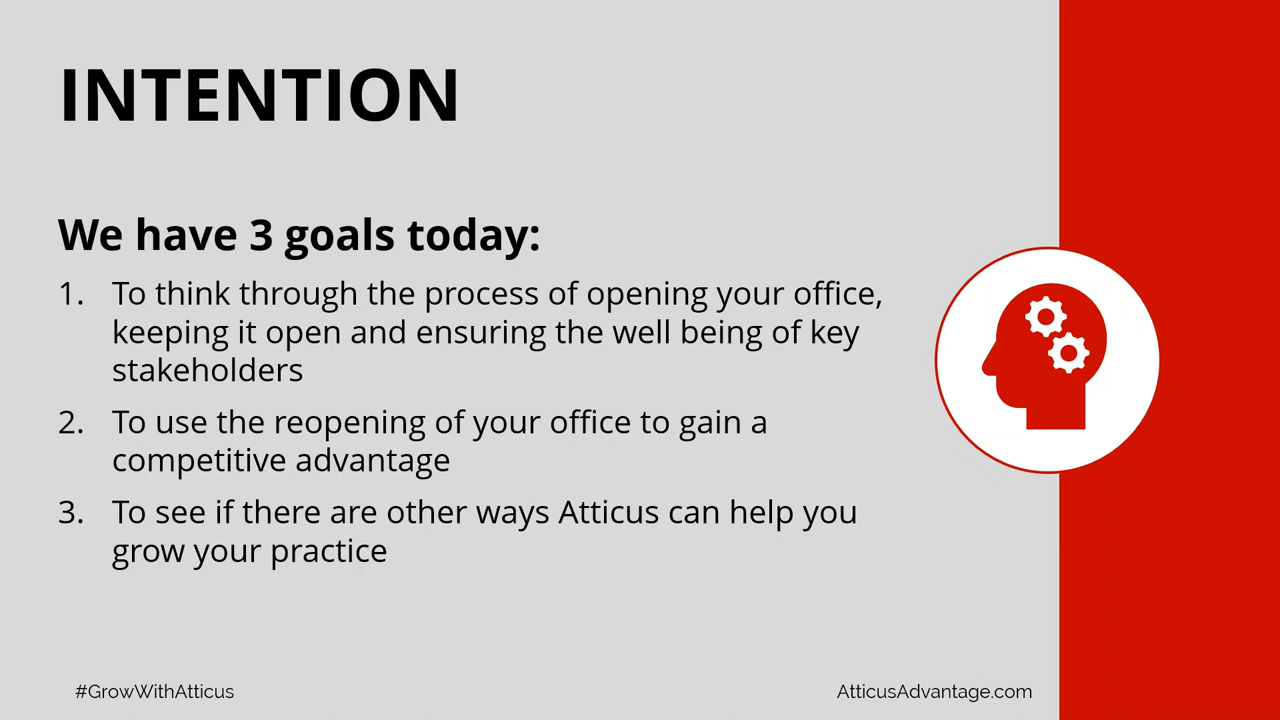 INTENTION
We have 3 goals today:
1. To think through the process of opening your office,
keeping it open and ensuring the well being of key
stakeholders
2. To use the reopening of your office to gain a
competitive advantage
3. To see if there are other ways Atticus can help you
grow your practice
#GrowWithAtticus
AtticusAdvantage.com